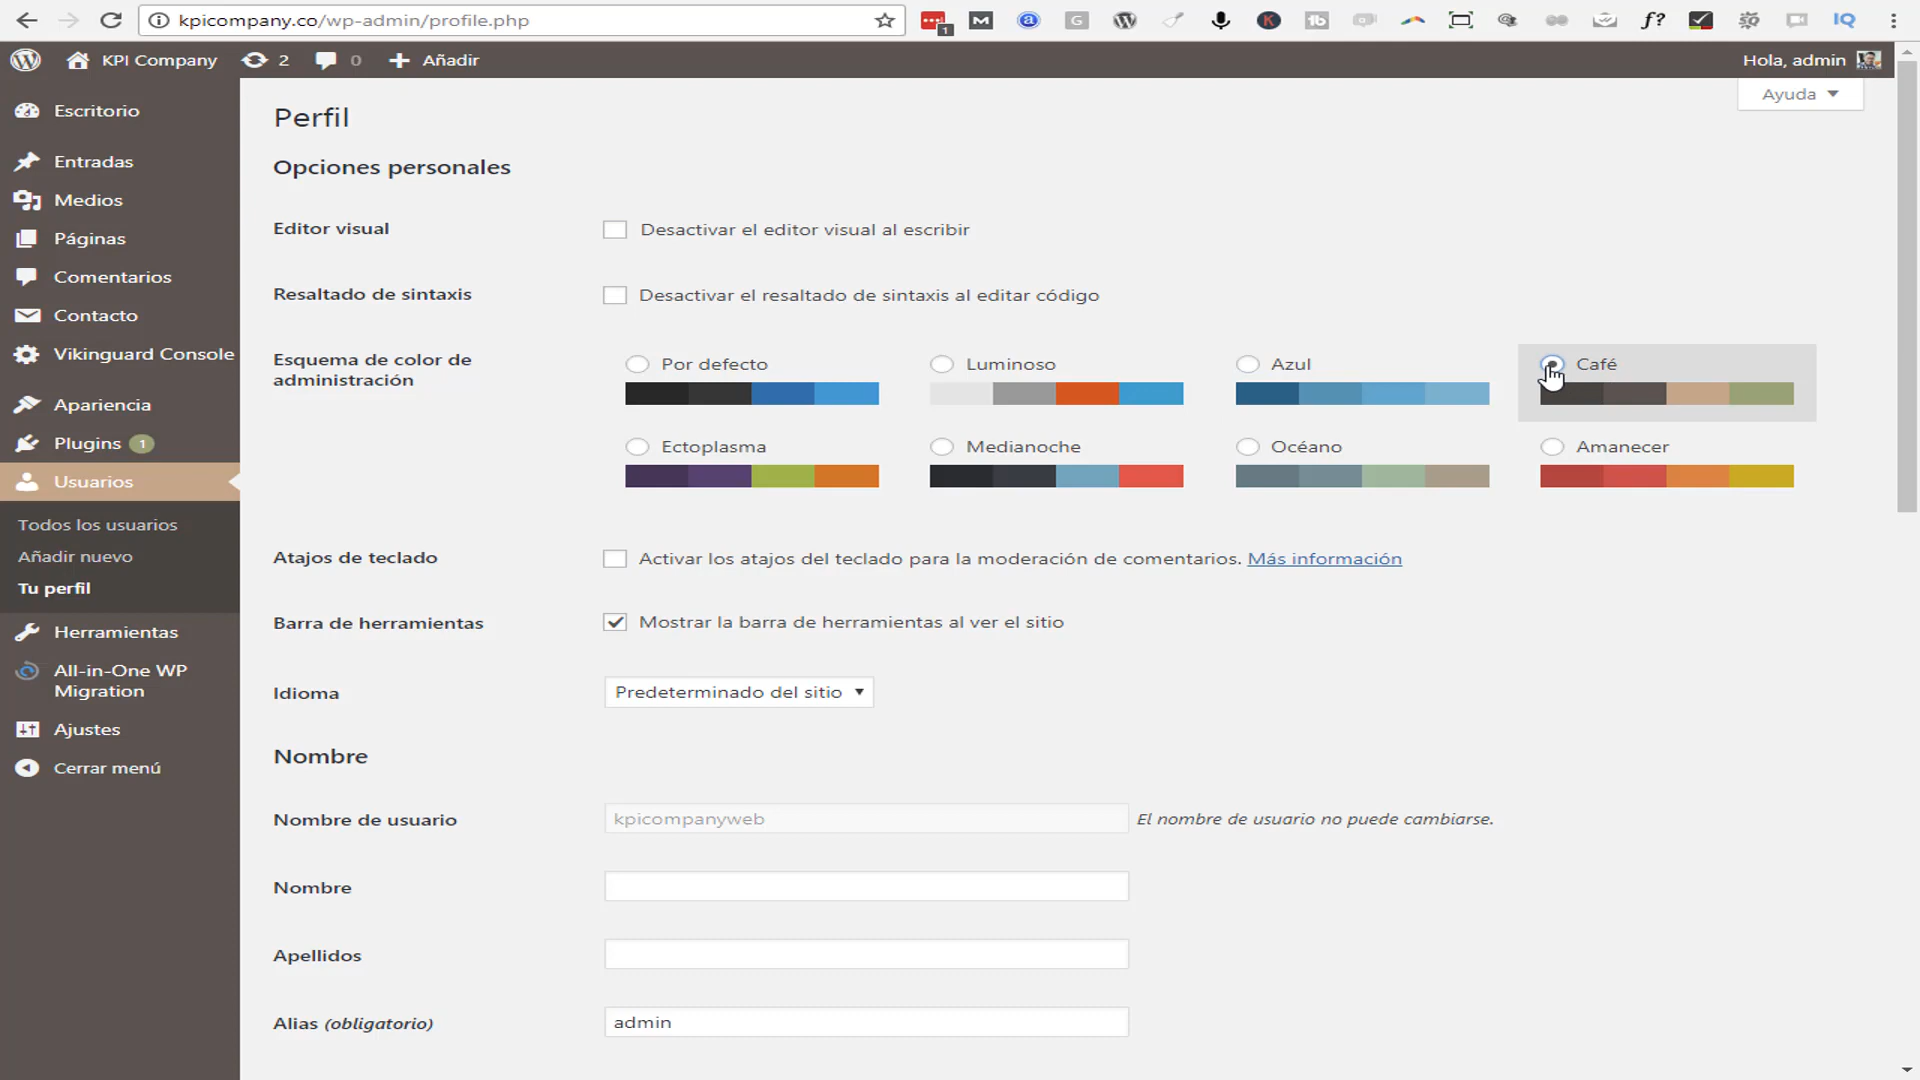 kpicompany.co/wp-admin/profile.php
1
KPI Company
2
0
Añadir
Hola, admin
Ayuda
Escritorio
Entradas
Medios
Páginas
Comentarios
Contacto
Vikinguard Console
Apariencia
Plugins 1
Usuarios
Todos los usuarios
Añadir nuevo
Tu perfil
Herramientas
All-in-One WP
Migration
Ajustes
Cerrar menú
Perfil
Opciones personales
Editor visual
Desactivar el editor visual al escribir
Resaltado de sintaxis
Desactivar el resaltado de sintaxis al editar código
Esquema de color de
administración
Por defecto
Luminoso
Azul
Café
Ectoplasma
Medianoche
Océano
Amanecer
Atajos de teclado
Activar los atajos del teclado para la moderación de comentarios. Más información
Barra de herramientas
Mostrar la barra de herramientas al ver el sitio
Idioma
Predeterminado del sitio
Nombre
Nombre de usuario
kpicompanyweb
El nombre de usuario no puede cambiarse.
Nombre
Apellidos
Alias (obligatorio)
admin